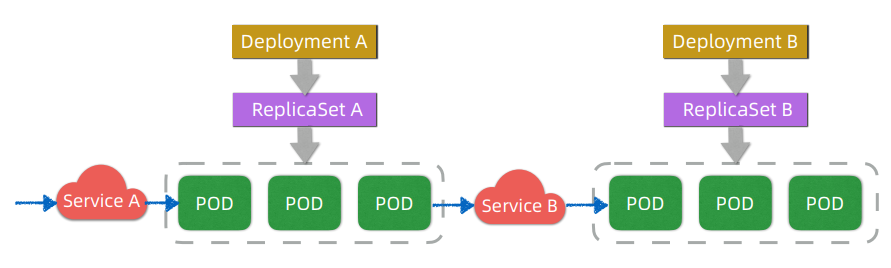 Deployment A
Deployment B
ReplicaSet A
ReplicaSet B
Service A
POD
POD
POD
Service B
POD
POD
POD